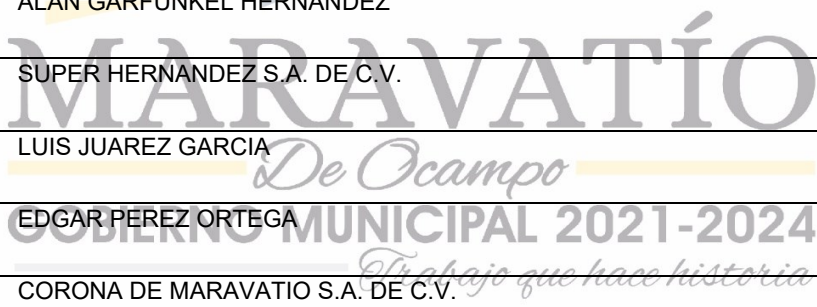 ALAN GARFUNKEL HERNANDEZ
MARAVATÍO
SUPER HERNANDEZ S.A. DE C.V.
LUIS JUAREZ GARCIA
De Ocampo
EDGAR PEREZ ORTEGA
GOBIERNO MUNICIPAL 2021-2024
Trabajo que hace historia
CORONA DE MARAVATIO S.A. DE C.V.